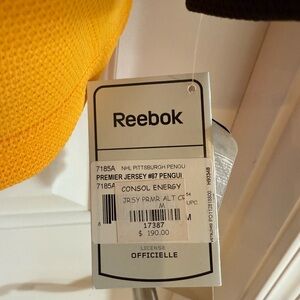 Reebok
7185A NHL PITTSBURGH PENGU
PREMIER JERSEY #87 PENGUI
7185A
CONSOL ENERGY
JRSY PRMR ALT C
M
17387
$ 190.00
UPC
M
LICENSE
OFFICIELLE